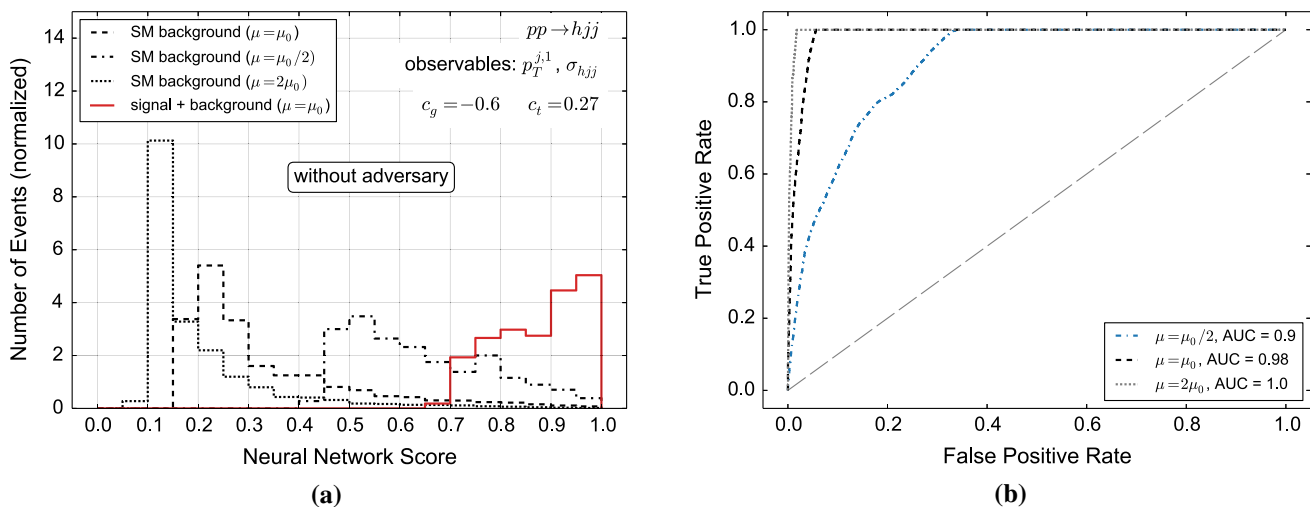 SM background (μ=μ₀)
SM background (μ=μ₀/2)
SM background (μ=2μ₀)
signal + background (μ=μ₀)
pp→hjj
observables: p_T^{j,1}, σ_{hjj}
c_g=−0.6 c_t=0.27
without adversary
Number of Events (normalized)
14
12
10
8
6
4
2
0
0.0 0.1 0.2 0.3 0.4 0.5 0.6 0.7 0.8 0.9 1.0
Neural Network Score
(a)
True Positive Rate
1.0
0.8
0.6
0.4
0.2
0.0
μ=μ₀/2, AUC = 0.9
μ=μ₀, AUC = 0.98
μ=2μ₀, AUC = 1.0
0.0 0.2 0.4 0.6 0.8 1.0
False Positive Rate
(b)